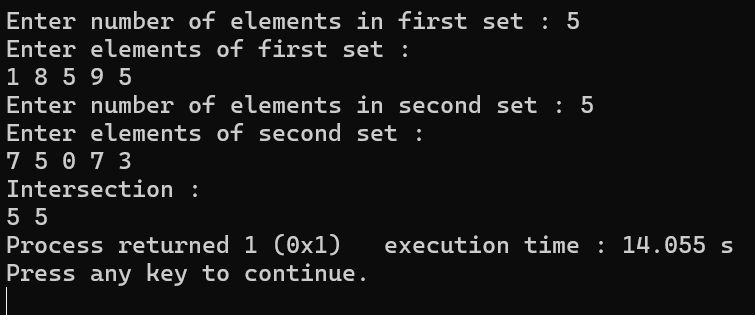 Enter number of elements in first set : 5
Enter elements of first set :
1 8 5 9 5
Enter number of elements in second set : 5
Enter elements of second set :
7 5 0 7 3
Intersection :
5 5
Process returned 1 (0x1)   execution time : 14.055 s
Press any key to continue.